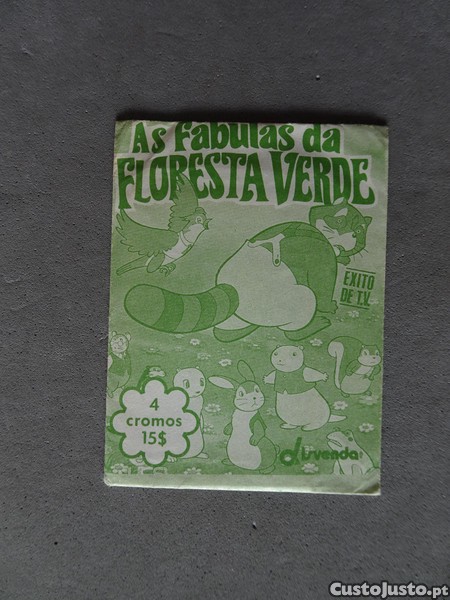 As Fabulas da
FLORESTA VERDE
EXITO
DE T.V.
4
cromos
15$
disvenda
CustoJusto.pt